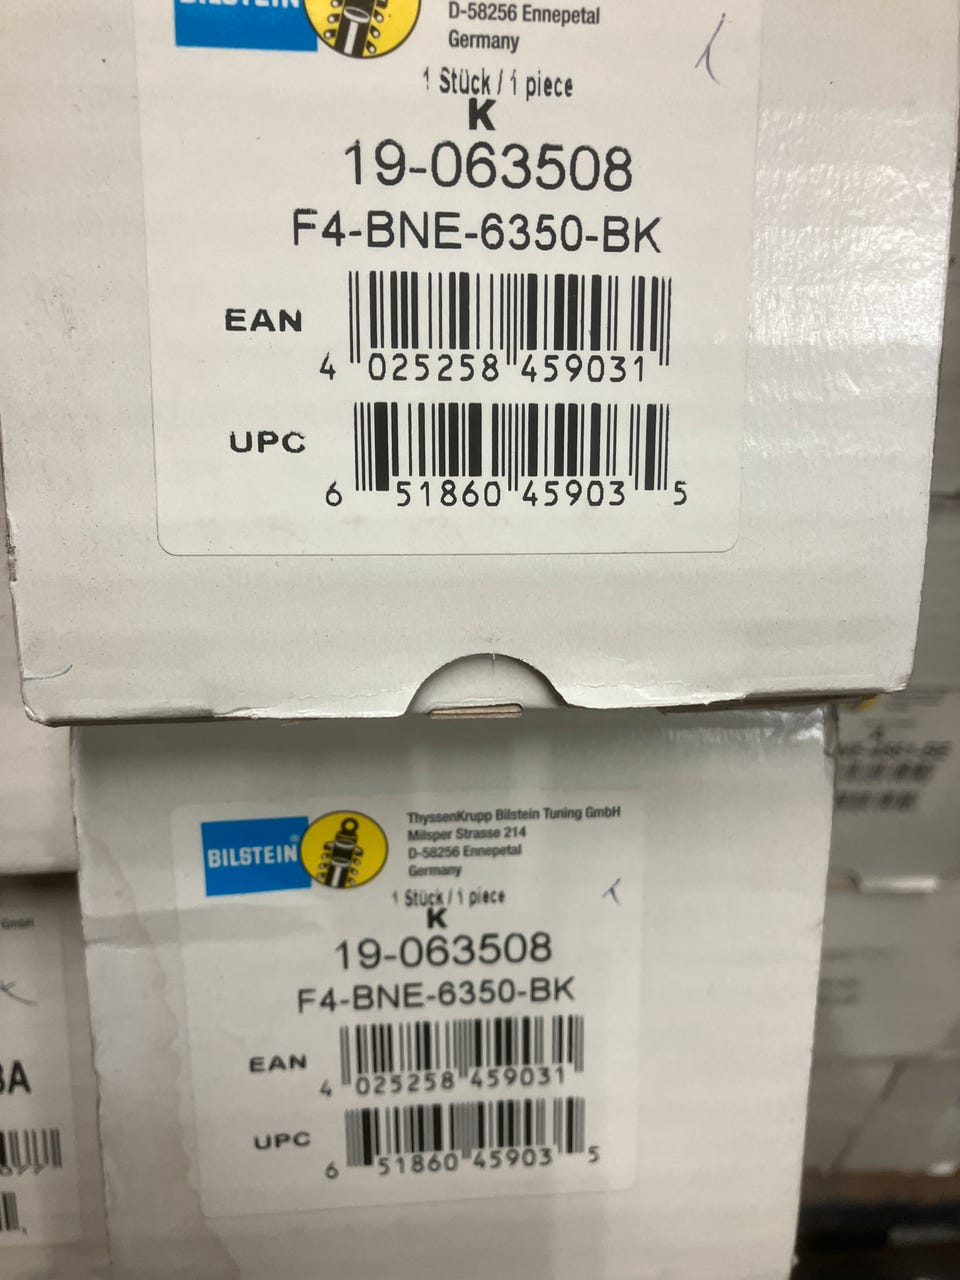 BILSTEIN
D-58256 Ennepetal
Germany
1 Stück / 1 piece
K
19-063508
F4-BNE-6350-BK
EAN
4 025258 459031
UPC
6 51860 45903 5
BILSTEIN®
ThyssenKrupp Bilstein Tuning GmbH
Milsper Strasse 214
D-58256 Ennepetal
Germany
1 Stück / 1 piece
K
19-063508
F4-BNE-6350-BK
EAN
4 025258 459031
UPC
6 51860 45903 5
GmbH